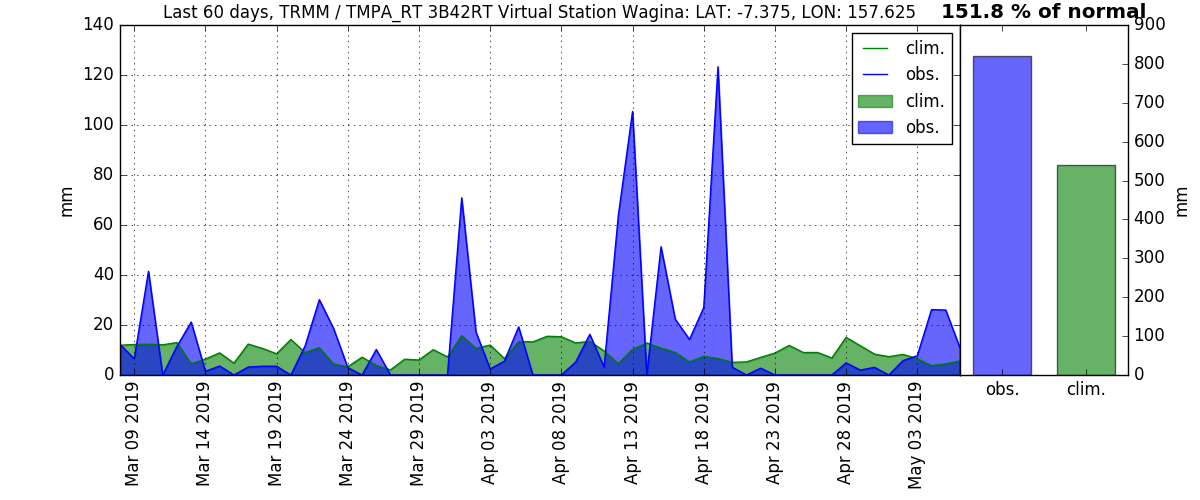 Last 60 days, TRMM / TMPA_RT 3B42RT Virtual Station Wagina: LAT: -7.375, LON: 157.625
151.8 % of normal
140
120
100
80
60
40
20
0
mm
clim.
obs.
clim.
obs.
900
800
700
600
500
400
300
200
100
0
mm
Mar 09 2019
Mar 14 2019
Mar 19 2019
Mar 24 2019
Mar 29 2019
Apr 03 2019
Apr 08 2019
Apr 13 2019
Apr 18 2019
Apr 23 2019
Apr 28 2019
May 03 2019
obs.
clim.